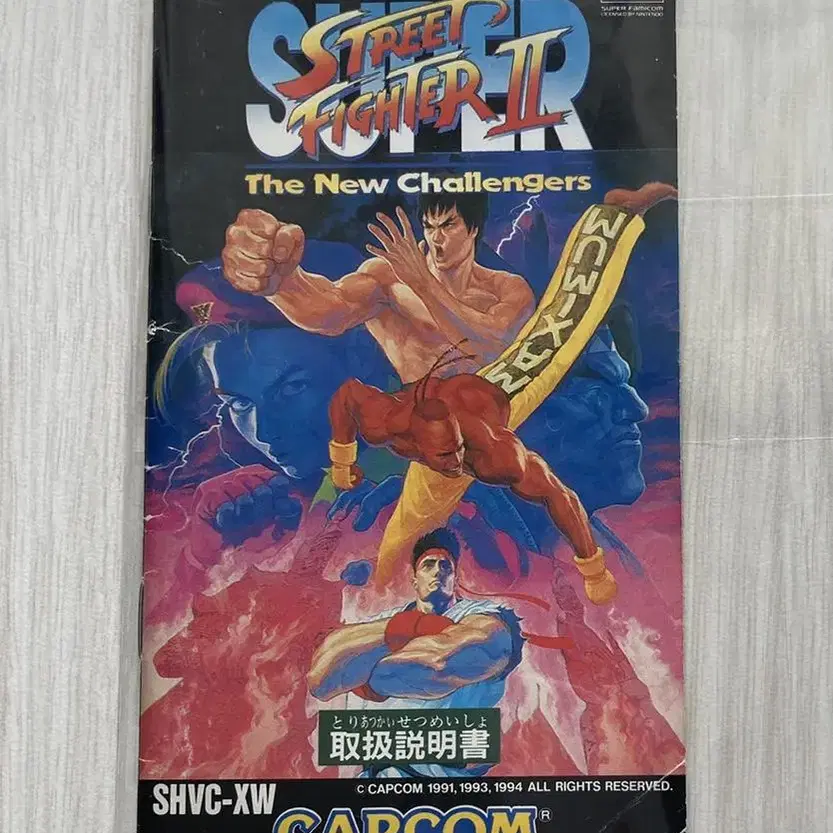 SUPER FAMICOM
LICENSED BY NINTENDO
SUPER
STREET
FIGHTER II
The New Challengers
とりあつかいせつめいしょ
取扱説明書
© CAPCOM 1991,1993,1994 ALL RIGHTS RESERVED.
SHVC-XW
CAPCOM®